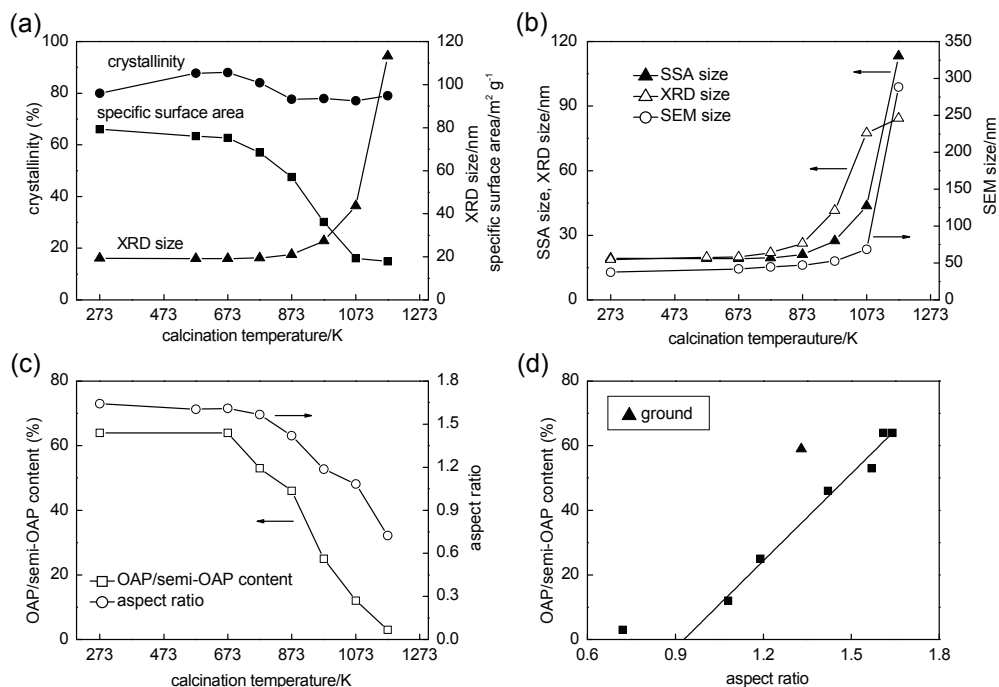 (a)
100
80
60
40
20
0
crystallinity (%)
crystallinity
specific surface area
XRD size
120
100
80
60
40
20
0
XRD size/nm
specific surface area/m² g⁻¹
273 473 673 873 1073 1273
calcination temperature/K
(b)
120
90
60
30
0
SSA size, XRD size/nm
SSA size
XRD size
SEM size
350
300
250
200
150
100
50
0
SEM size/nm
273 473 673 873 1073 1273
calcination temperauture/K
(c)
80
60
40
20
0
OAP/semi-OAP content (%)
OAP/semi-OAP content
aspect ratio
1.8
1.5
1.2
0.9
0.6
0.3
0.0
aspect ratio
273 473 673 873 1073 1273
calcination temperature/K
(d)
80
60
40
20
0
OAP/semi-OAP content (%)
ground
0.6 0.9 1.2 1.5 1.8
aspect ratio